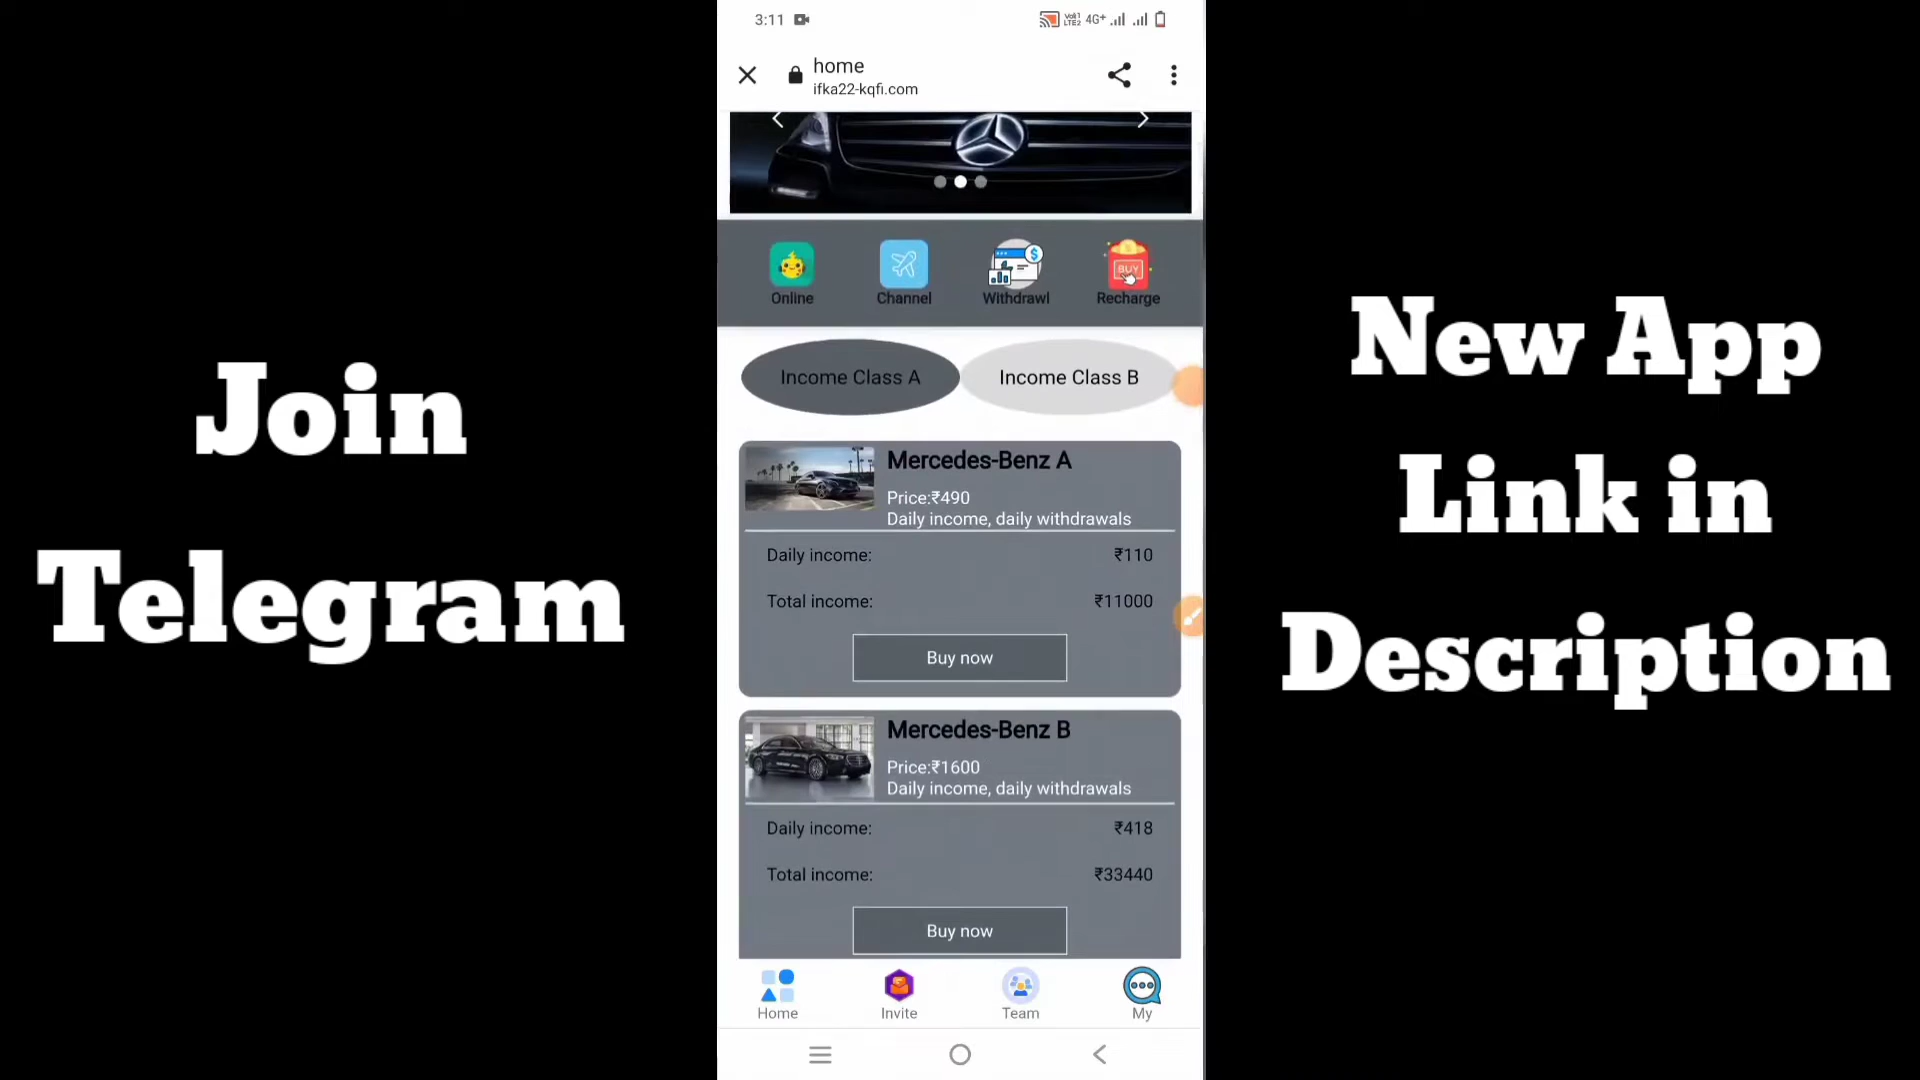 Join
Telegram
3:11
4G+
home
ifka22-kqfi.com
Online
Channel
Withdrawl
BUY
Recharge
Income Class A
Income Class B
Mercedes-Benz A
Price:₹490
Daily income, daily withdrawals
Daily income:
₹110
Total income:
₹11000
Buy now
Mercedes-Benz B
Price:₹1600
Daily income, daily withdrawals
Daily income:
₹418
Total income:
₹33440
Buy now
Home
Invite
Team
My
New App
Link in
Description